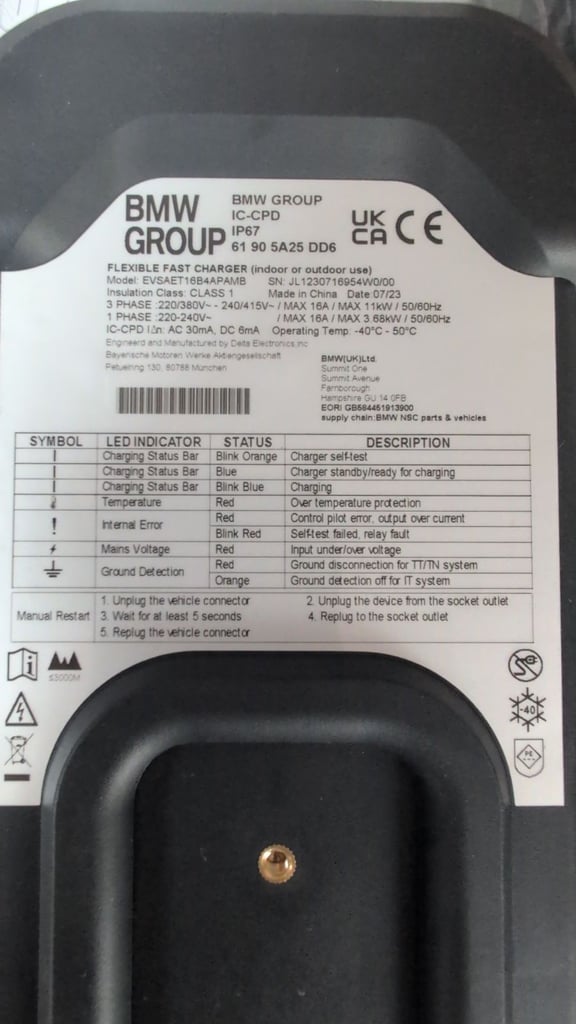 BMW GROUP
BMW GROUP
IC-CPD
IP67
61 90 5A25 DD6
UK CA CE
FLEXIBLE FAST CHARGER (indoor or outdoor use)
Model: EVSAET16B4APAMB SN: JL1230716954W0/00
Insulation Class: CLASS 1 Made in China Date:07/23
3 PHASE :220/380V~ - 240/415V~ / MAX 16A / MAX 11kW / 50/60Hz
1 PHASE :220-240V~ / MAX 16A / MAX 3.68kW / 50/60Hz
IC-CPD I∆n: AC 30mA, DC 6mA Operating Temp: -40°C - 50°C
Engineered and Manufactured by Delta Electronics,Inc
Bayerische Motoren Werke Aktiengesellschaft
Petuelring 130, 80788 München
BMW(UK)Ltd.
Summit One
Summit Avenue
Farnborough
Hampshire GU 14 0FB
EORI GB584451913900
supply chain:BMW NSC parts & vehicles
SYMBOL LED INDICATOR STATUS DESCRIPTION
Charging Status Bar Blink Orange Charger self-test
Charging Status Bar Blue Charger standby/ready for charging
Charging Status Bar Blink Blue Charging
Temperature Red Over temperature protection
! Internal Error Red Control pilot error, output over current
Blink Red Self-test failed, relay fault
Mains Voltage Red Input under/over voltage
Ground Detection Red Ground disconnection for TT/TN system
Orange Ground detection off for IT system
Manual Restart
1. Unplug the vehicle connector 2. Unplug the device from the socket outlet
3. Wait for at least 5 seconds 4. Replug to the socket outlet
5. Replug the vehicle connector
≤3000M
-40
PE